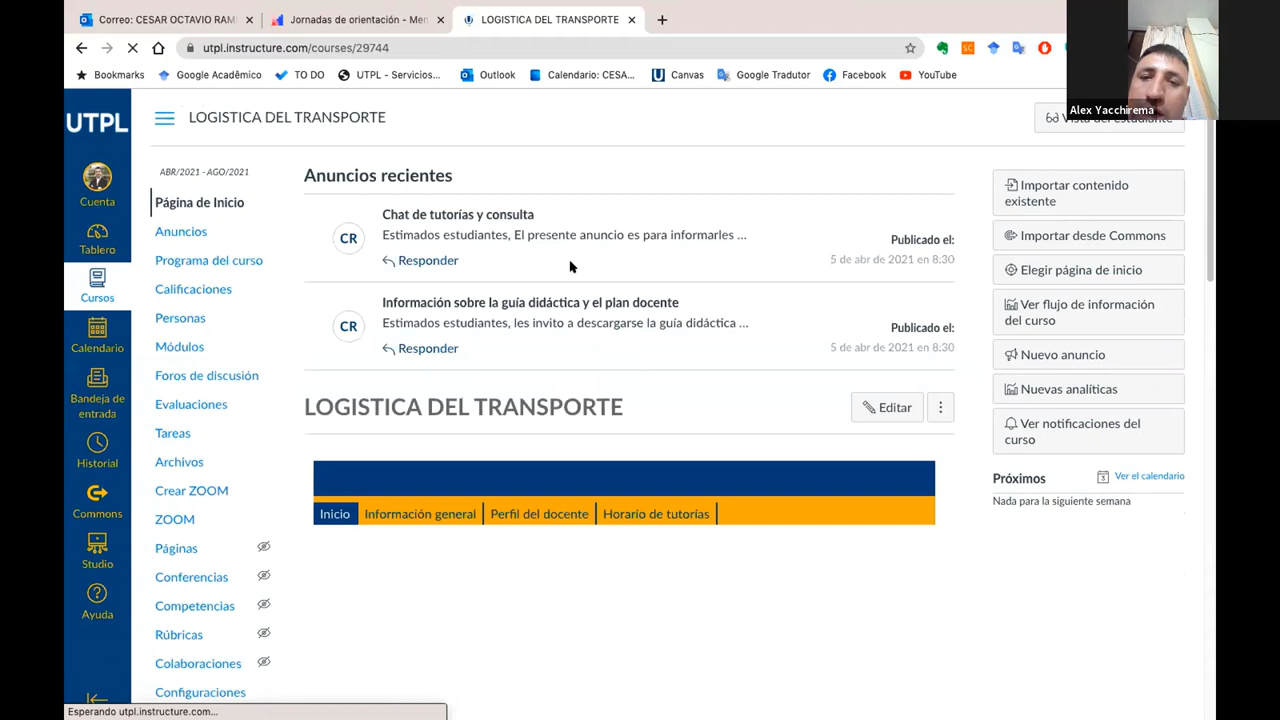 Correo: CESAR OCTAVIO RAM
Jornadas de orientación - Men
LOGISTICA DEL TRANSPORTE
utpl.instructure.com/courses/29744
Bookmarks
Google Académico
TO DO
UTPL - Servicios...
Outlook
Calendario: CESA...
Canvas
Google Tradutor
Facebook
YouTube
Alex Yacchirema
UTPL
LOGISTICA DEL TRANSPORTE
Vista del estudiante
Cuenta
Tablero
Cursos
Calendario
Bandeja de
entrada
Historial
Commons
Studio
Ayuda
ABR/2021 - AGO/2021
Página de Inicio
Anuncios
Programa del curso
Calificaciones
Personas
Módulos
Foros de discusión
Evaluaciones
Tareas
Archivos
Crear ZOOM
ZOOM
Páginas
Conferencias
Competencias
Rúbricas
Colaboraciones
Configuraciones
Anuncios recientes
CR
Chat de tutorías y consulta
Estimados estudiantes, El presente anuncio es para informarles ...
Responder
Publicado el:
5 de abr de 2021 en 8:30
CR
Información sobre la guía didáctica y el plan docente
Estimados estudiantes, les invito a descargarse la guía didáctica ...
Responder
Publicado el:
5 de abr de 2021 en 8:30
LOGISTICA DEL TRANSPORTE
Editar
Inicio
Información general
Perfil del docente
Horario de tutorías
Importar contenido
existente
Importar desde Commons
Elegir página de inicio
Ver flujo de información
del curso
Nuevo anuncio
Nuevas analíticas
Ver notificaciones del
curso
Próximos
Ver el calendario
Nada para la siguiente semana
Esperando utpl.instructure.com...